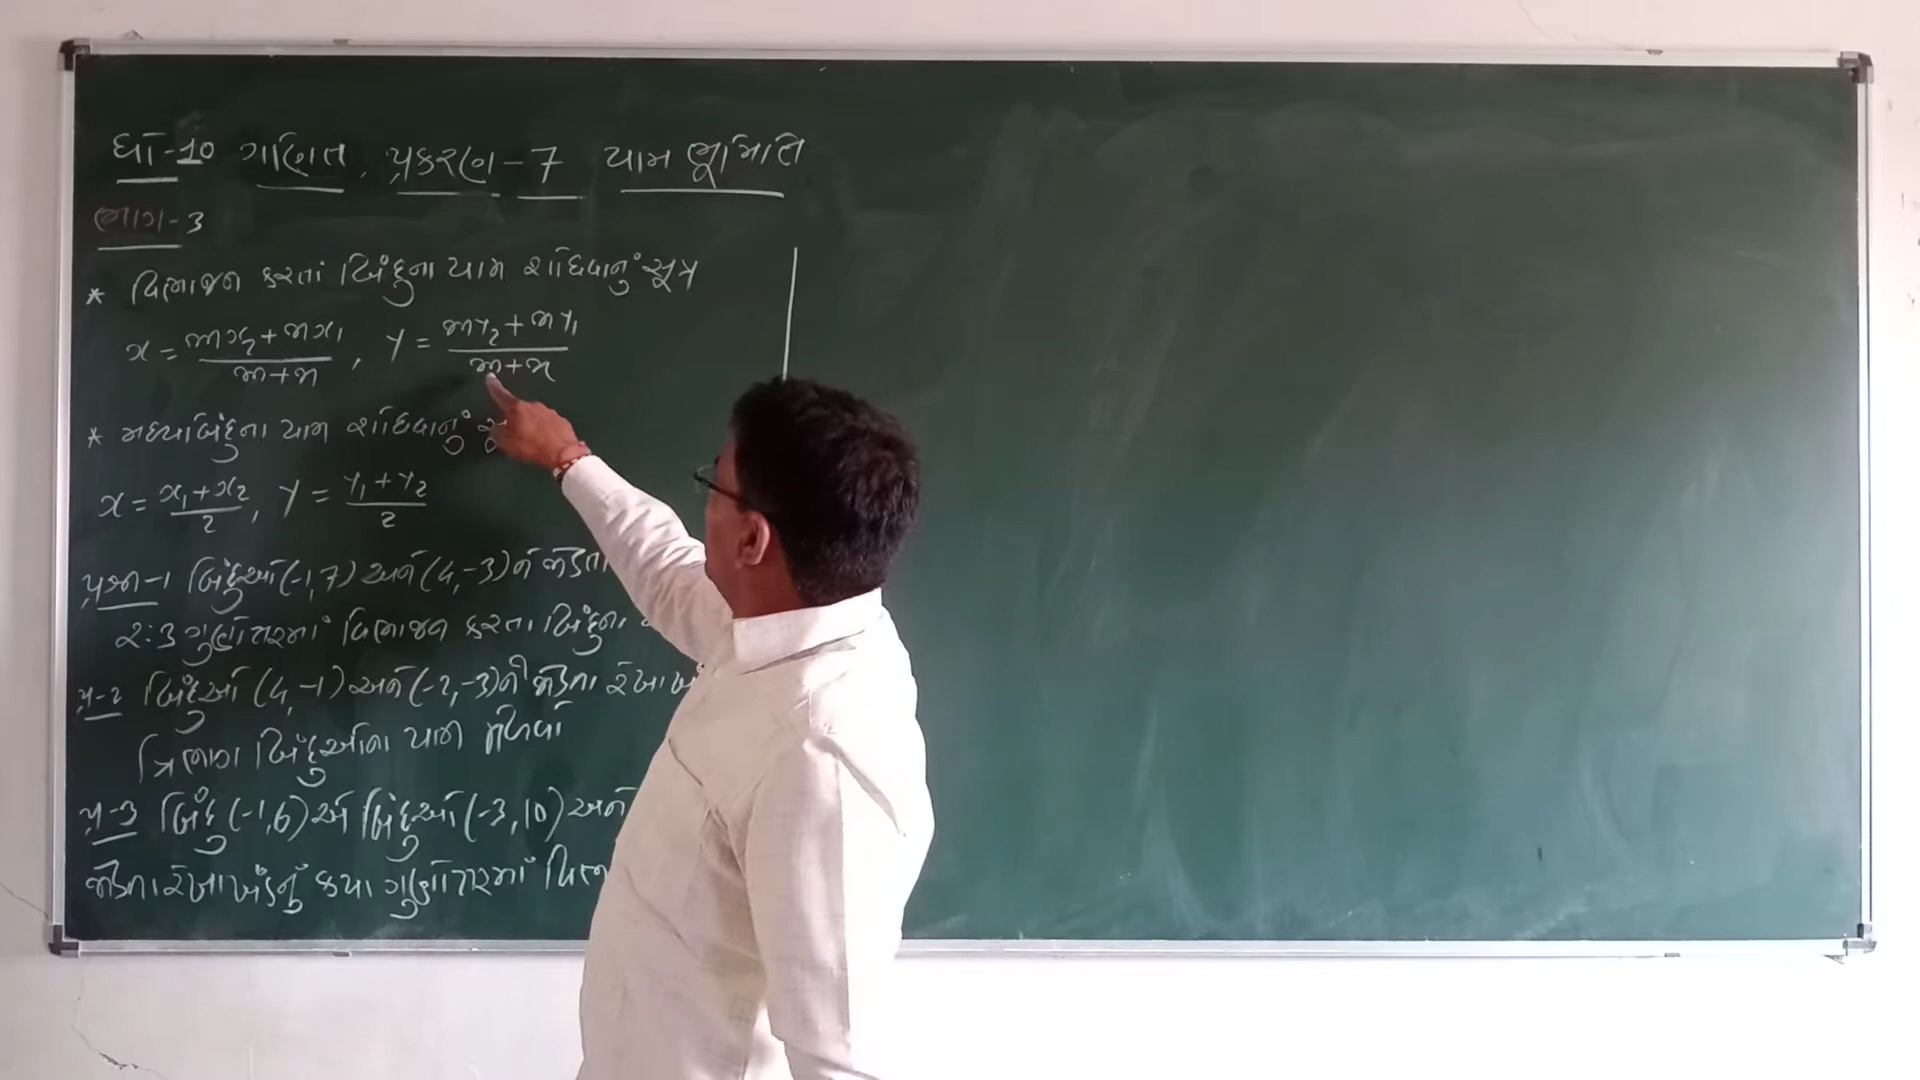 ધો-10 ગણિત, પ્રકરણ-7 યામ ભૂમિતિ
ભાગ-3
* વિભાજન કરતાં બિંદુના યામ શોધવાનું સૂત્ર
x = mx₂+nx₁/m+n, y = my₂+ny₁/m+n
* મધ્યબિંદુના યામ શોધવાનું
x = x₁+x₂/2, y = y₁+y₂/2
પ્રશ્ન-1 બિંદુઓ (-1,7) અને (4,-3) ને જોડતા
2:3 ગુણોત્તરમાં વિભાજન કરતા બિંદુના
પ્ર-2 બિંદુઓ (4,-1) અને (-2,-3) ને જોડતા
ત્રિભાગ બિંદુઓના યામ મેળવો
પ્ર-3 બિંદુ (-1,6) એ બિંદુઓ (-3,10) અને
જોડતા રેખાખંડનું કયા ગુણોત્તરમાં